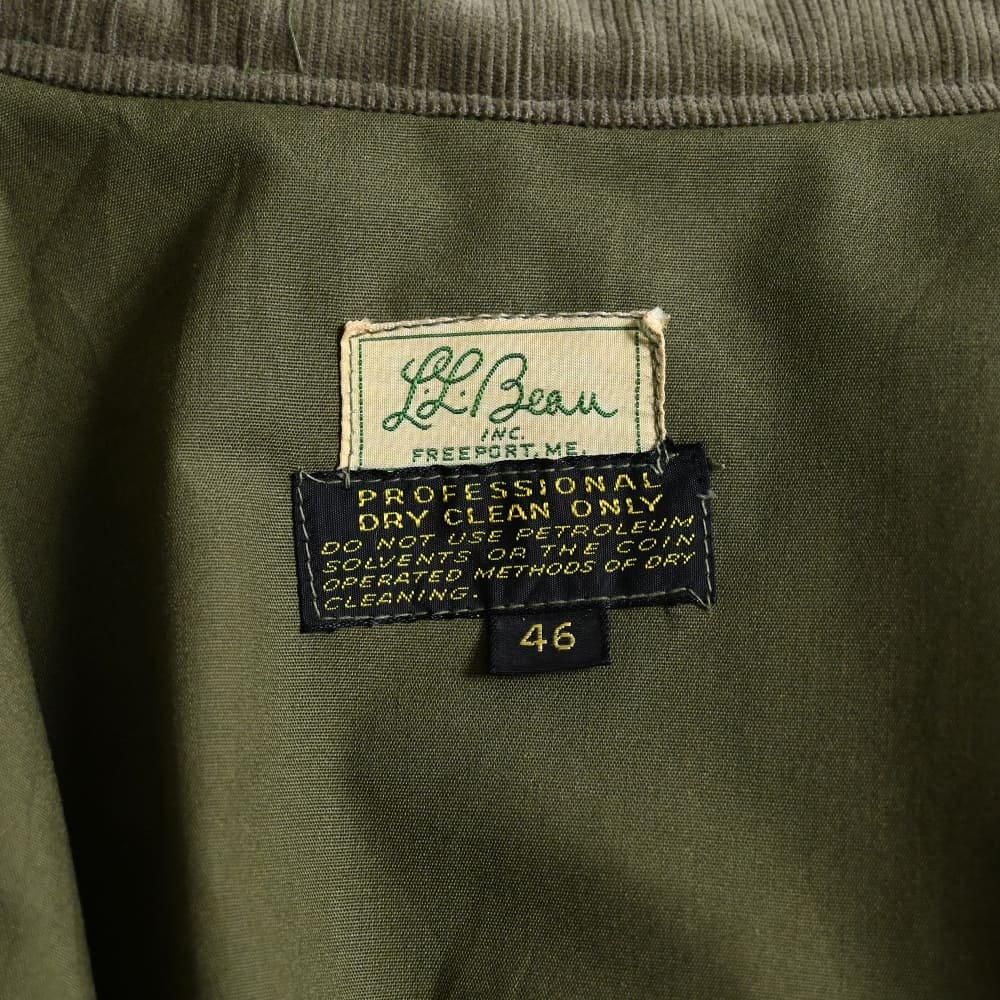 L.L. Bean
INC.
FREEPORT, ME.
PROFESSIONAL
DRY CLEAN ONLY
DO NOT USE PETROLEUM
SOLVENTS OR THE COIN
OPERATED METHODS OF DRY
CLEANING.
46